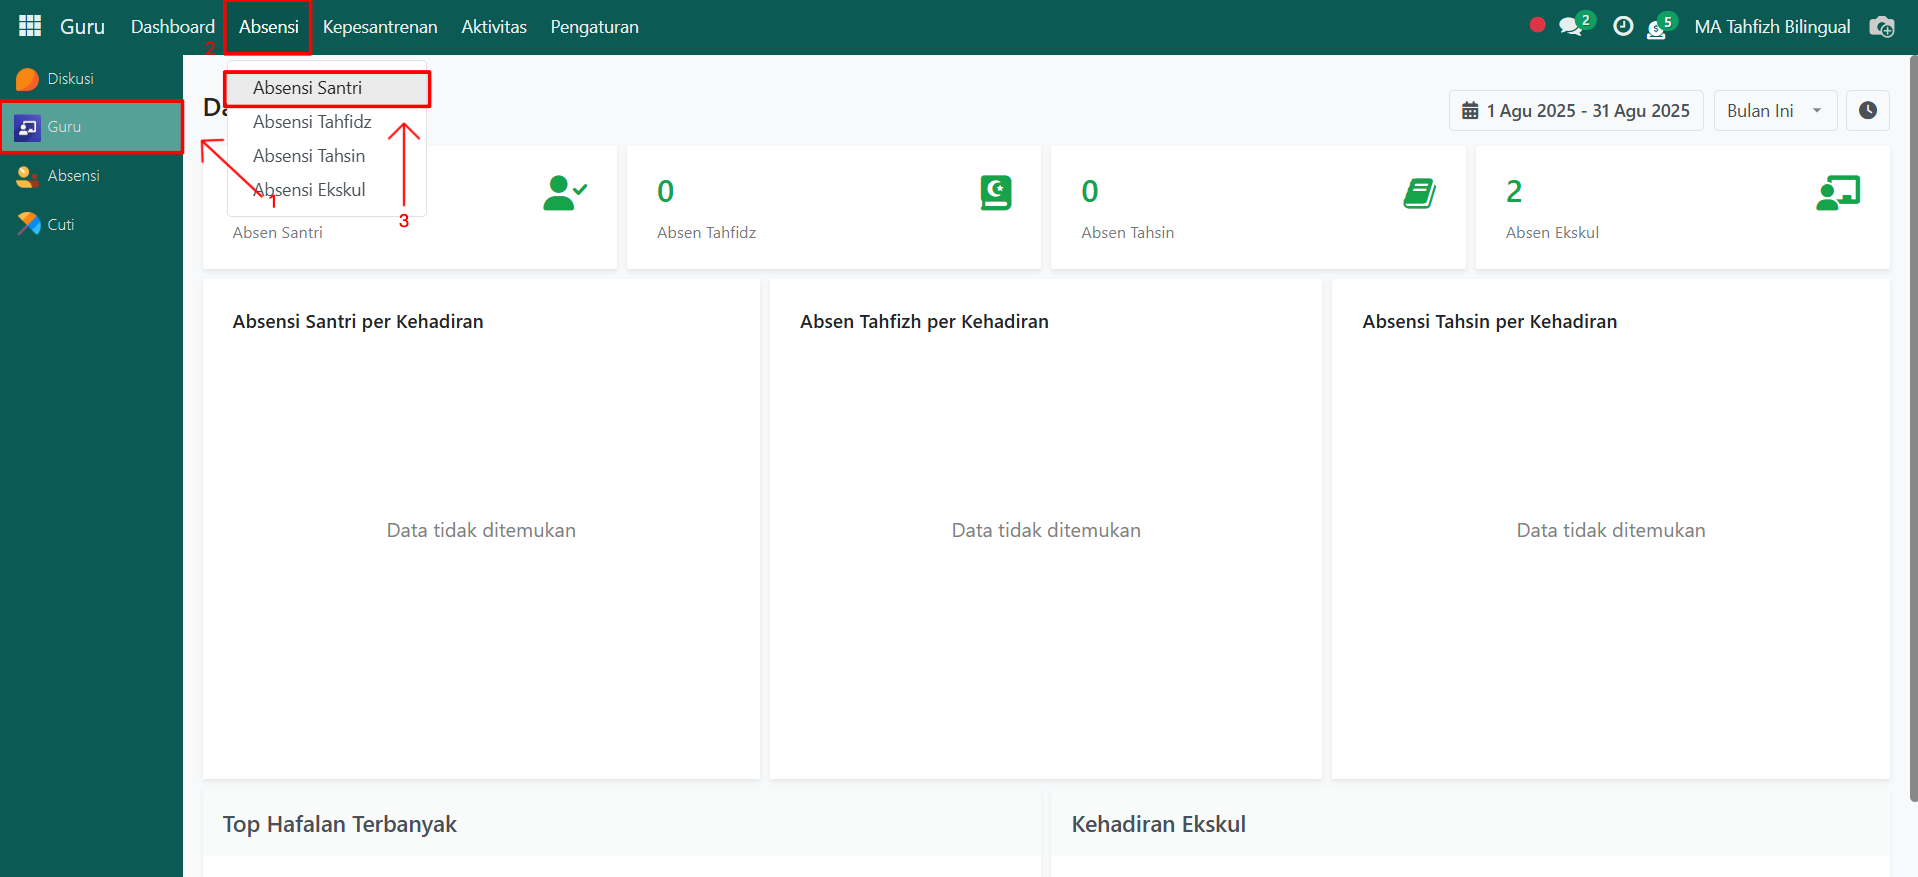 Guru Dashboard Absensi Kepesantrenan Aktivitas Pengaturan 2 5 MA Tahfizh Bilingual
2
Diskusi
Guru
Absensi
Cuti
Absensi Santri
Absensi Tahfidz
Absensi Tahsin
Absensi Ekskul
1
3
1 Agu 2025 - 31 Agu 2025 Bulan Ini
Absen Santri
0
Absen Tahfidz
0
Absen Tahsin
2
Absen Ekskul
Absensi Santri per Kehadiran
Data tidak ditemukan
Absen Tahfizh per Kehadiran
Data tidak ditemukan
Absensi Tahsin per Kehadiran
Data tidak ditemukan
Top Hafalan Terbanyak
Kehadiran Ekskul